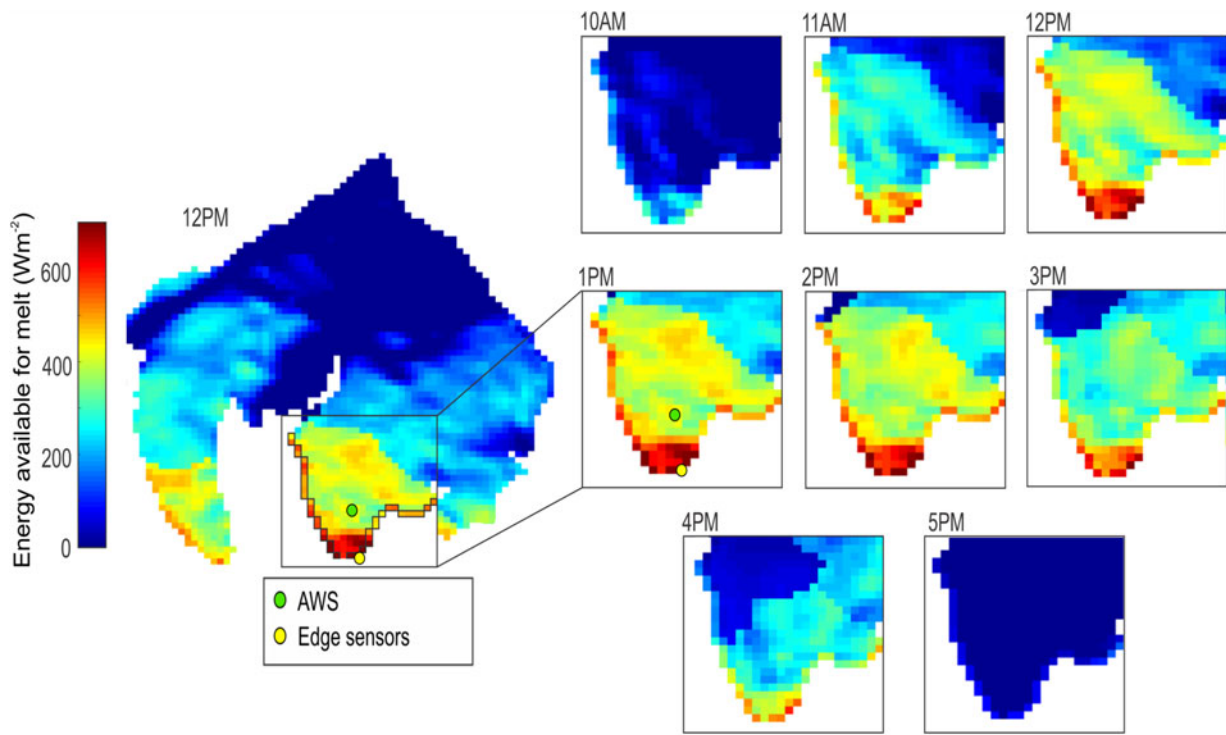 10AM
11AM
12PM
12PM
Energy available for melt (Wm-2)
600
400
200
0
1PM
2PM
3PM
4PM
5PM
AWS
Edge sensors